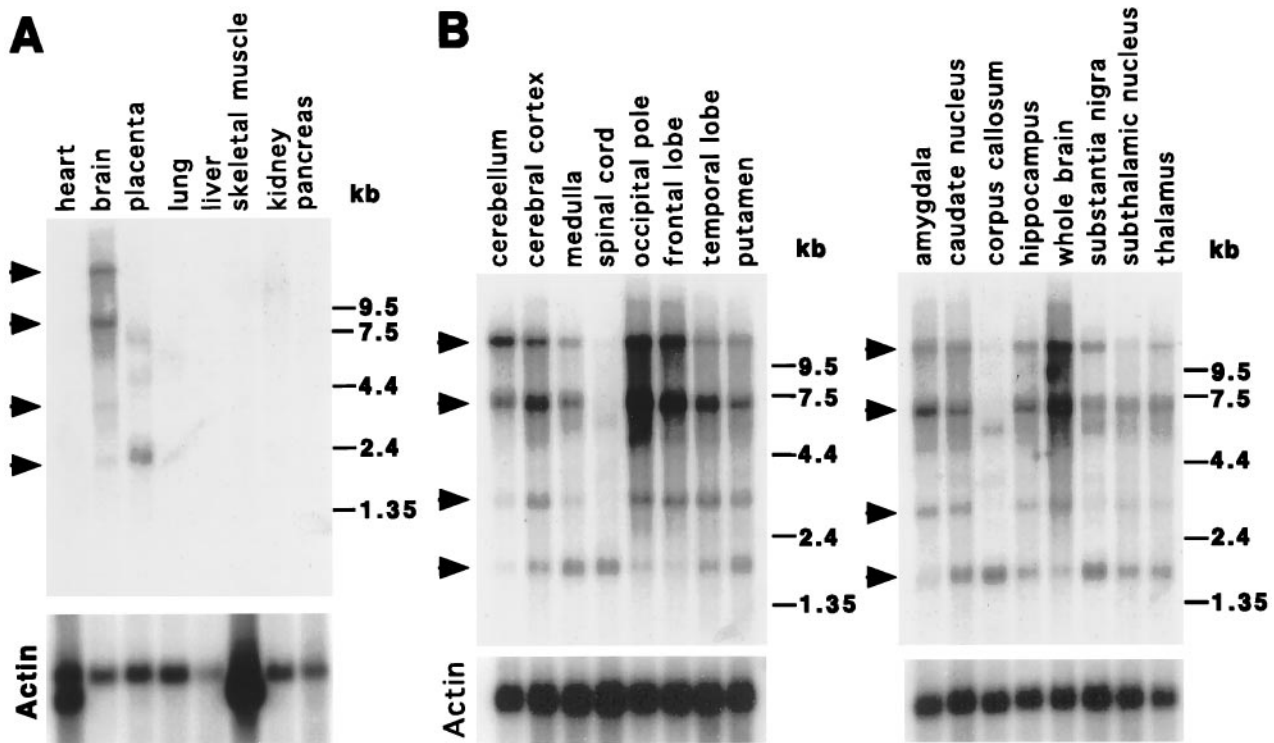 A
heart
brain
placenta
lung
liver
skeletal muscle
kidney
pancreas
kb
9.5
7.5
4.4
2.4
1.35
Actin
B
cerebellum
cerebral cortex
medulla
spinal cord
occipital pole
frontal lobe
temporal lobe
putamen
kb
9.5
7.5
4.4
2.4
1.35
Actin
amygdala
caudate nucleus
corpus callosum
hippocampus
whole brain
substantia nigra
subthalamic nucleus
thalamus
kb
9.5
7.5
4.4
2.4
1.35